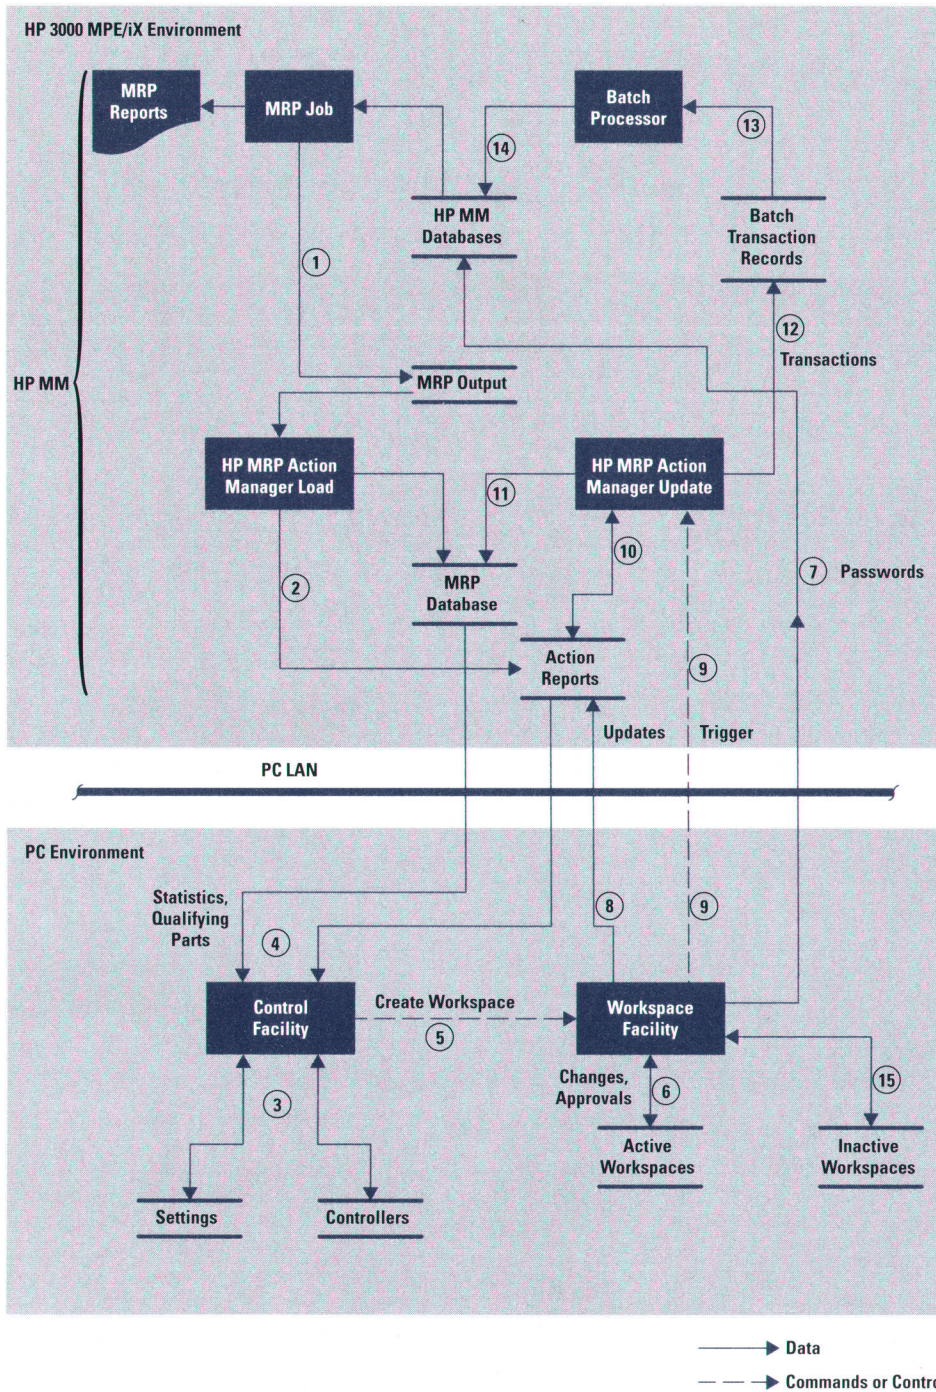 HP 3000 MPE/iX Environment
MRP
Reports
MRP Job
Batch
Processor
13
14
HP MM
Databases
Batch
Transaction
Records
1
12
Transactions
HP MM
MRP Output
HP MRP Action
Manager Load
HP MRP Action
Manager Update
11
10
2
MRP
Database
7
Passwords
Action
Reports
9
Updates
Trigger
PC LAN
PC Environment
Statistics,
Qualifying
Parts
8
9
4
Control
Facility
Create Workspace
5
Workspace
Facility
Changes,
Approvals
6
15
3
Active
Workspaces
Inactive
Workspaces
Settings
Controllers
Data
Commands or Contro